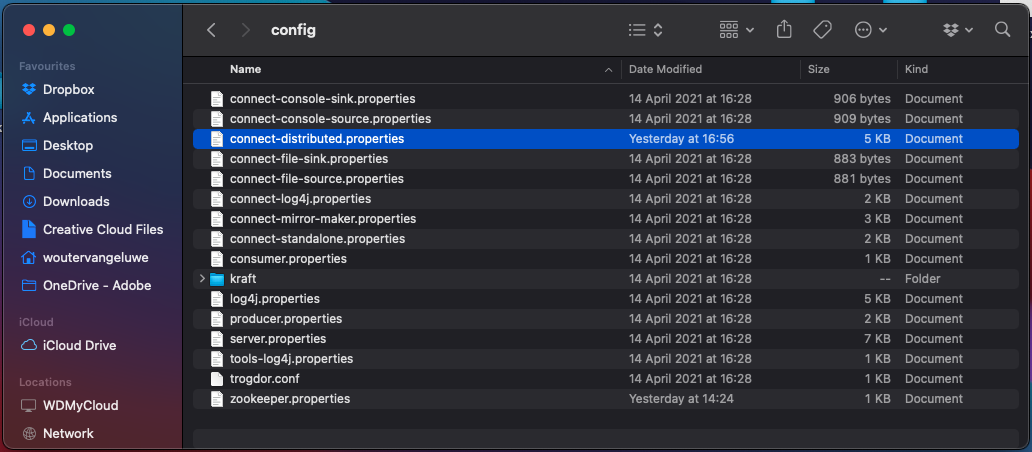 config
Favourites
Dropbox
Applications
Desktop
Documents
Downloads
Creative Cloud Files
woutervangeluwe
OneDrive - Adobe
iCloud
iCloud Drive
Locations
WDMyCloud
Network
Name Date Modified Size Kind
connect-console-sink.properties 14 April 2021 at 16:28 906 bytes Document
connect-console-source.properties 14 April 2021 at 16:28 909 bytes Document
connect-distributed.properties Yesterday at 16:56 5 KB Document
connect-file-sink.properties 14 April 2021 at 16:28 883 bytes Document
connect-file-source.properties 14 April 2021 at 16:28 881 bytes Document
connect-log4j.properties 14 April 2021 at 16:28 2 KB Document
connect-mirror-maker.properties 14 April 2021 at 16:28 3 KB Document
connect-standalone.properties 14 April 2021 at 16:28 2 KB Document
consumer.properties 14 April 2021 at 16:28 1 KB Document
kraft 14 April 2021 at 16:28 -- Folder
log4j.properties 14 April 2021 at 16:28 5 KB Document
producer.properties 14 April 2021 at 16:28 2 KB Document
server.properties 14 April 2021 at 16:28 7 KB Document
tools-log4j.properties 14 April 2021 at 16:28 1 KB Document
trogdor.conf 14 April 2021 at 16:28 1 KB Document
zookeeper.properties Yesterday at 14:24 1 KB Document